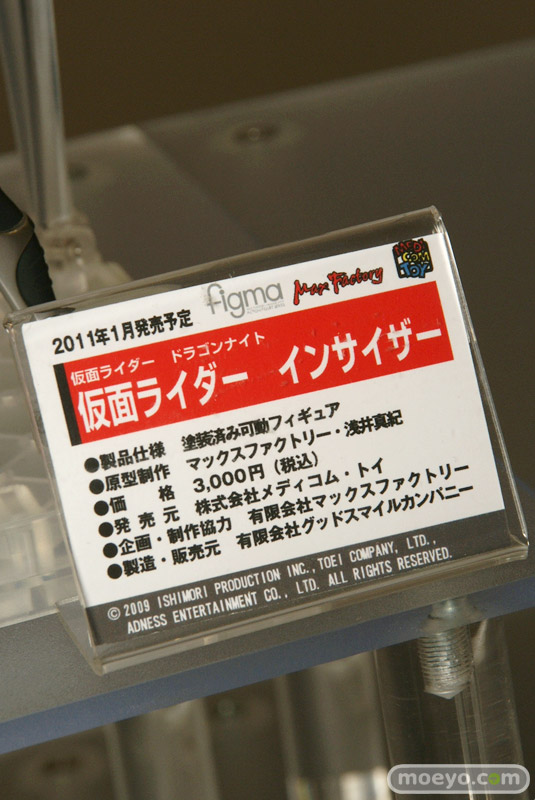 2011年1月発売予定
figma
Max Factory
MEDI
COM
TOY
仮面ライダー ドラゴンナイト
仮面ライダー インサイザー
●製品仕様 塗装済み可動フィギュア
●原型制作 マックスファクトリー・浅井真紀
●価 格 3,000円（税込）
●発 売 元 株式会社メディコム・トイ
●企画・制作協力 有限会社マックスファクトリー
●製造・販売元 有限会社グッドスマイルカンパニー
© 2009 ISHIMORI PRODUCTION INC., TOEI COMPANY, LTD.,
ADNESS ENTERTAINMENT CO., LTD. ALL RIGHTS RESERVED.
moeyo.com